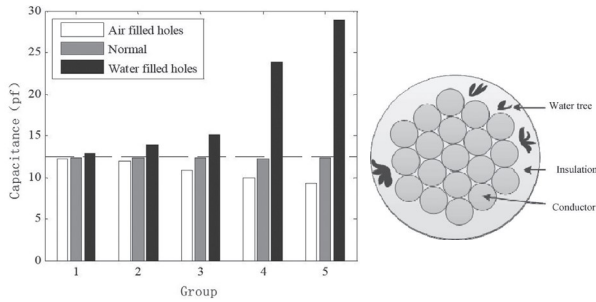 Air filled holes
Normal
Water filled holes
Capacitance (pf)
30
25
20
15
10
5
0
1 2 3 4 5
Group
Water tree
Insulation
Conductor